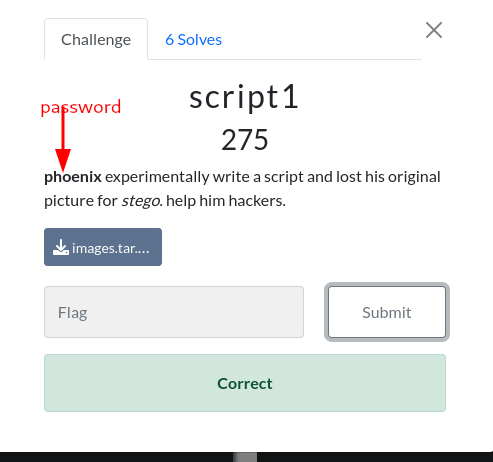 Challenge
6 Solves
script1
password
275
phoenix experimentally write a script and lost his original
picture for stego. help him hackers.
images.tar....
Flag
Submit
Correct